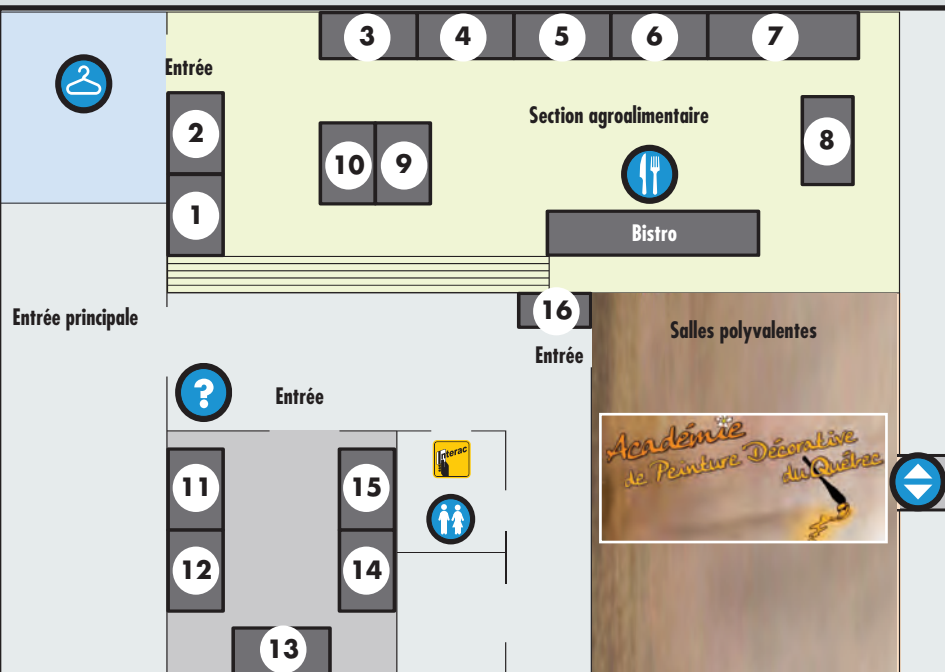 3 4 5 6 7
Entrée
2
Section agroalimentaire
8
10 9
1
Bistro
16
Entrée principale
Salles polyvalentes
Entrée
?
Entrée
Académie
de Peinture Décorative
du Québec
Interac
11 15
12 14
13